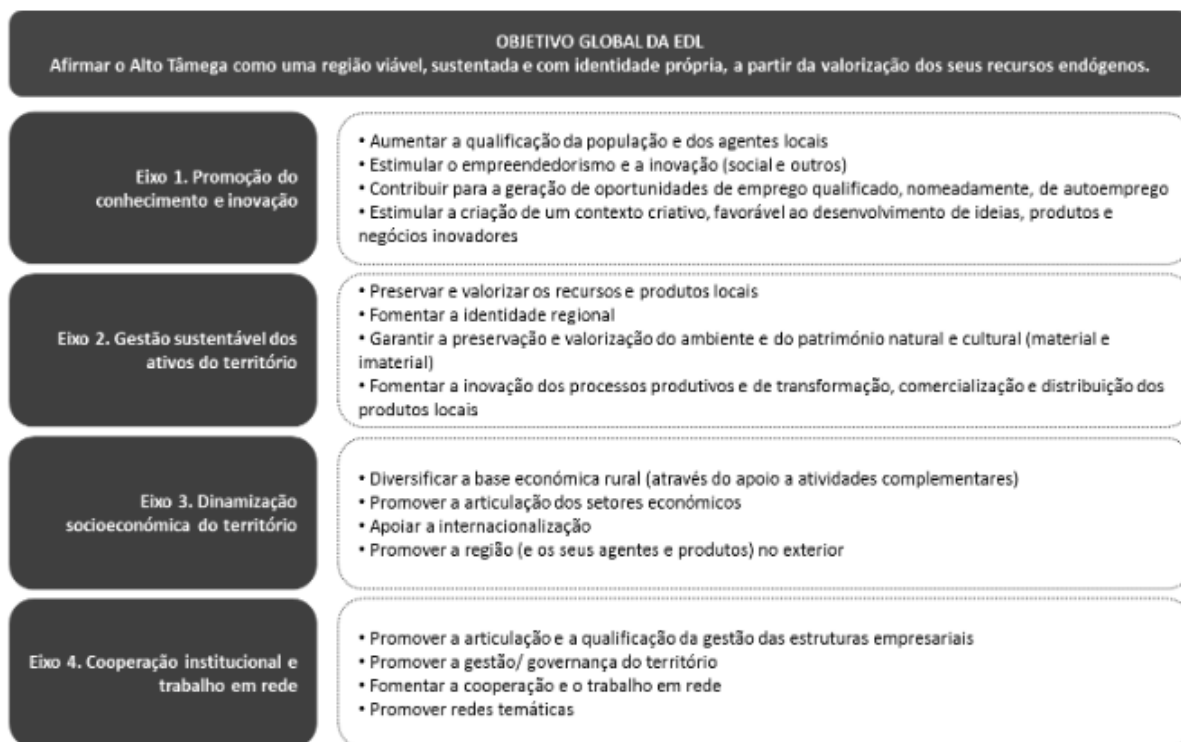 OBJETIVO GLOBAL DA EDL
Afirmar o Alto Tâmega como uma região viável, sustentada e com identidade própria, a partir da valorização dos seus recursos endógenos.
Eixo 1. Promoção do
conhecimento e inovação
• Aumentar a qualificação da população e dos agentes locais
• Estimular o empreendedorismo e a inovação (social e outros)
• Contribuir para a geração de oportunidades de emprego qualificado, nomeadamente, de autoemprego
• Estimular a criação de um contexto criativo, favorável ao desenvolvimento de ideias, produtos e
negócios inovadores
Eixo 2. Gestão sustentável dos
ativos do território
• Preservar e valorizar os recursos e produtos locais
• Fomentar a identidade regional
• Garantir a preservação e valorização do ambiente e do património natural e cultural (material e
imaterial)
• Fomentar a inovação dos processos produtivos e de transformação, comercialização e distribuição dos
produtos locais
Eixo 3. Dinamização
socioeconómica do território
• Diversificar a base económica rural (através do apoio a atividades complementares)
• Promover a articulação dos setores económicos
• Apoiar a internacionalização
• Promover a região (e os seus agentes e produtos) no exterior
Eixo 4. Cooperação institucional e
trabalho em rede
• Promover a articulação e a qualificação da gestão das estruturas empresariais
• Promover a gestão/ governança do território
• Fomentar a cooperação e o trabalho em rede
• Promover redes temáticas